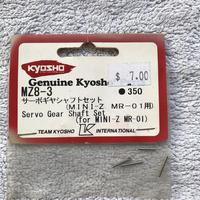 KYOSHO
Genuine Kyosho
$ 7.00
MZ8-3
●350
サーボギヤシャフトセット
(MINI-Z MR-01用)
Servo Gear Shaft Set
(for MINI-Z MR-01)
TEAM KYOSHO K INTERNATIONAL